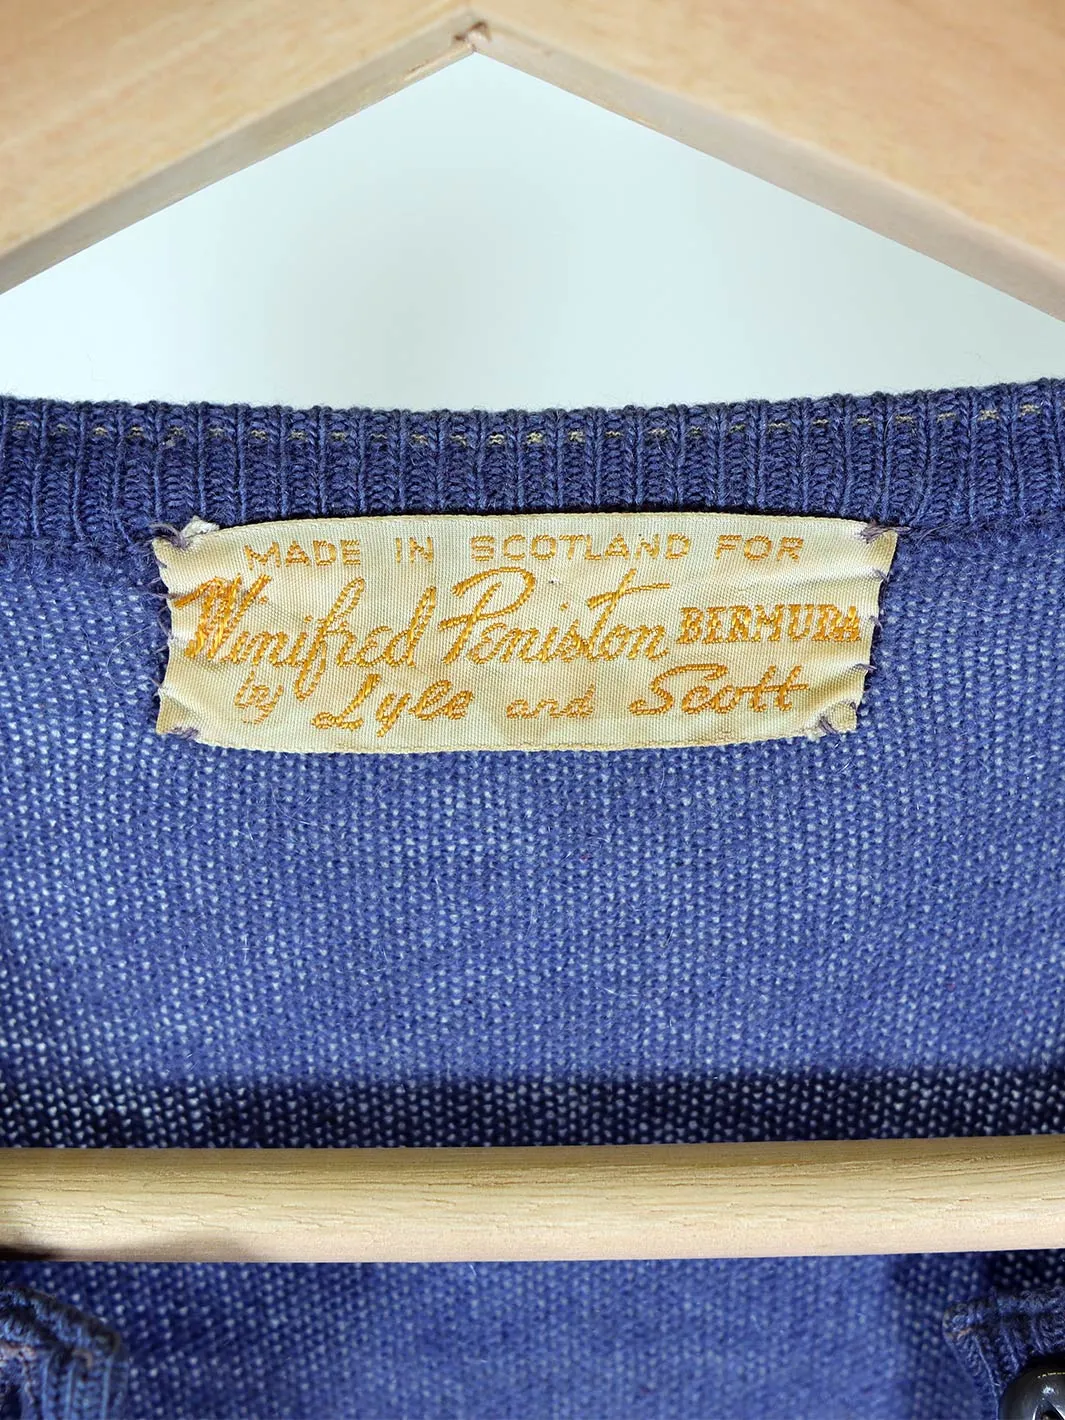 MADE IN SCOTLAND FOR
Winifred Peniston BERMUDA
by Lyle and Scott